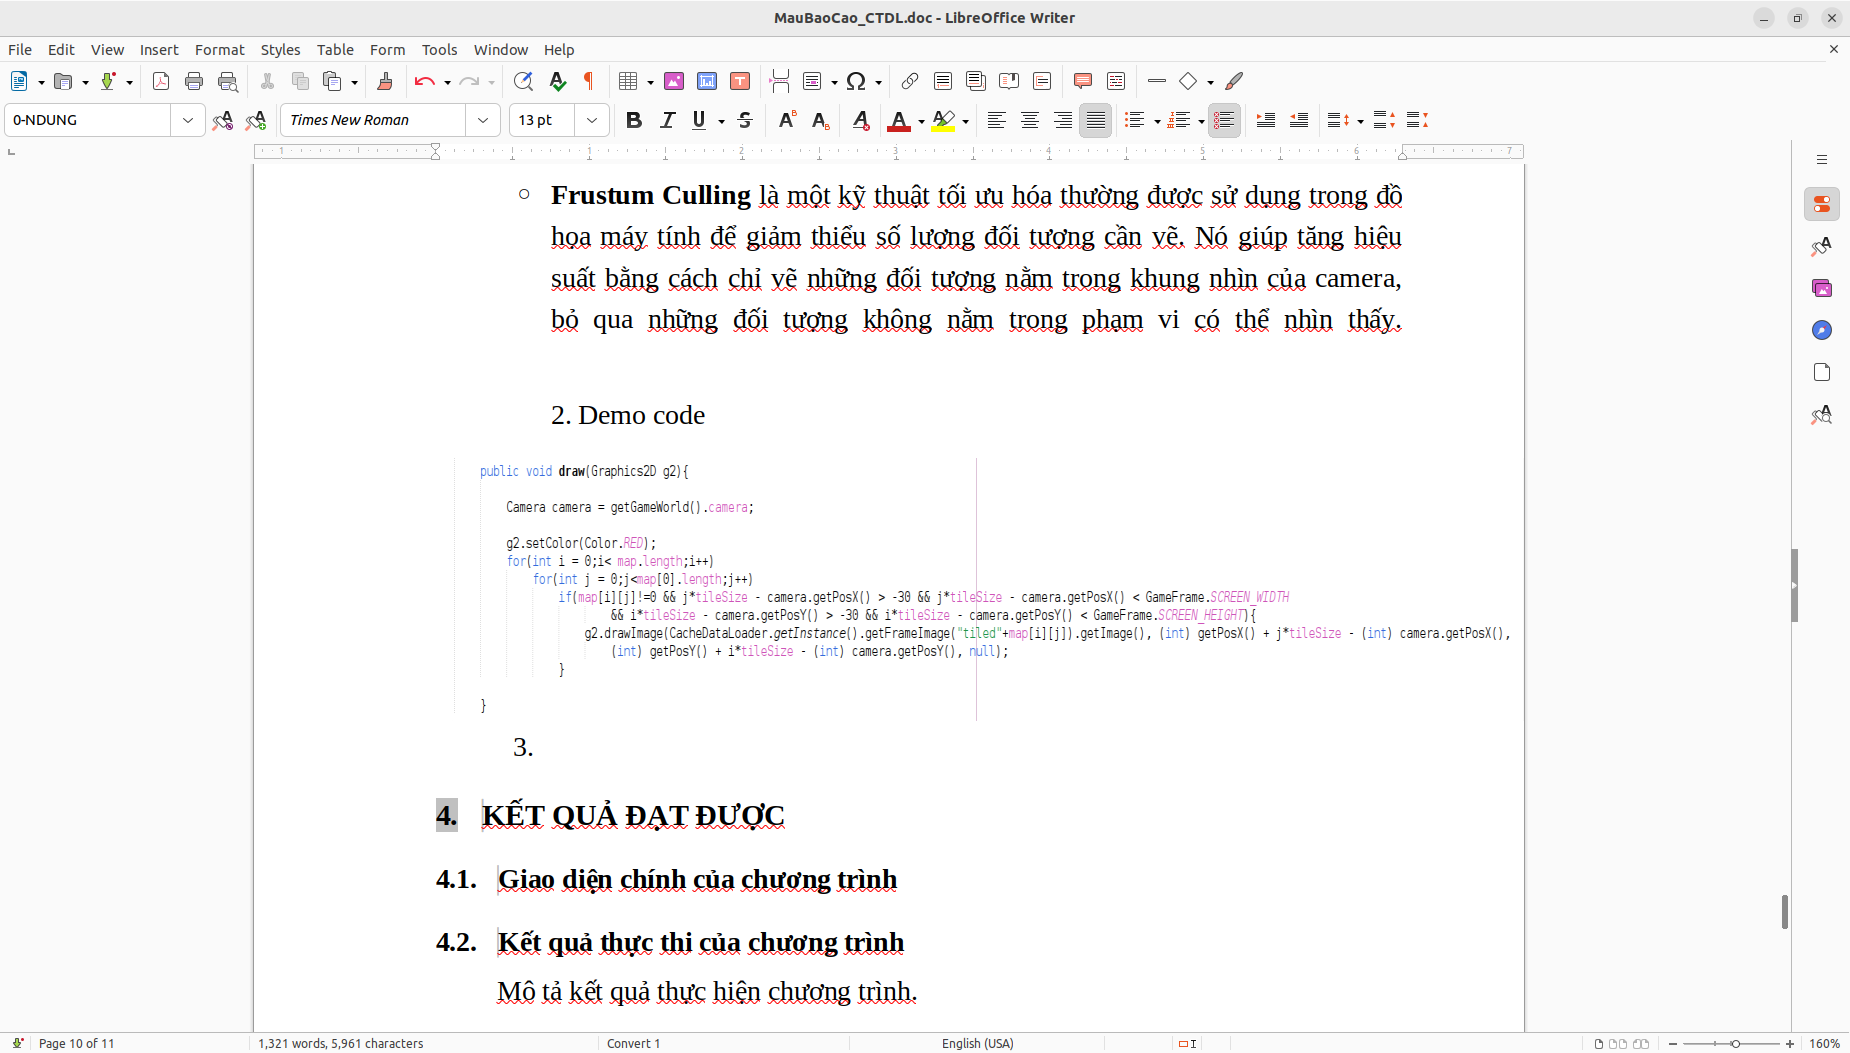 MauBaoCao_CTDL.doc - LibreOffice Writer
File Edit View Insert Format Styles Table Form Tools Window Help
0-NDUNG
Times New Roman
13 pt
1 1 2 3 4 5 6 7
Frustum Culling là một kỹ thuật tối ưu hóa thường được sử dụng trong đồ
họa máy tính để giảm thiểu số lượng đối tượng cần vẽ. Nó giúp tăng hiệu
suất bằng cách chỉ vẽ những đối tượng nằm trong khung nhìn của camera,
bỏ qua những đối tượng không nằm trong phạm vi có thể nhìn thấy.
2. Demo code
public void draw(Graphics2D g2){
Camera camera = getGameWorld().camera;
g2.setColor(Color.RED);
for(int i = 0;i< map.length;i++)
for(int j = 0;j<map[0].length;j++)
if(map[i][j]!=0 && j*tileSize - camera.getPosX() > -30 && j*tileSize - camera.getPosX() < GameFrame.SCREEN_WIDTH
&& i*tileSize - camera.getPosY() > -30 && i*tileSize - camera.getPosY() < GameFrame.SCREEN_HEIGHT){
g2.drawImage(CacheDataLoader.getInstance().getFrameImage("tiled"+map[i][j]).getImage(), (int) getPosX() + j*tileSize - (int) camera.getPosX(),
(int) getPosY() + i*tileSize - (int) camera.getPosY(), null);
}
}
3.
4. KẾT QUẢ ĐẠT ĐƯỢC
4.1. Giao diện chính của chương trình
4.2. Kết quả thực thi của chương trình
Mô tả kết quả thực hiện chương trình.
Page 10 of 11
1,321 words, 5,961 characters
Convert 1
English (USA)
160%